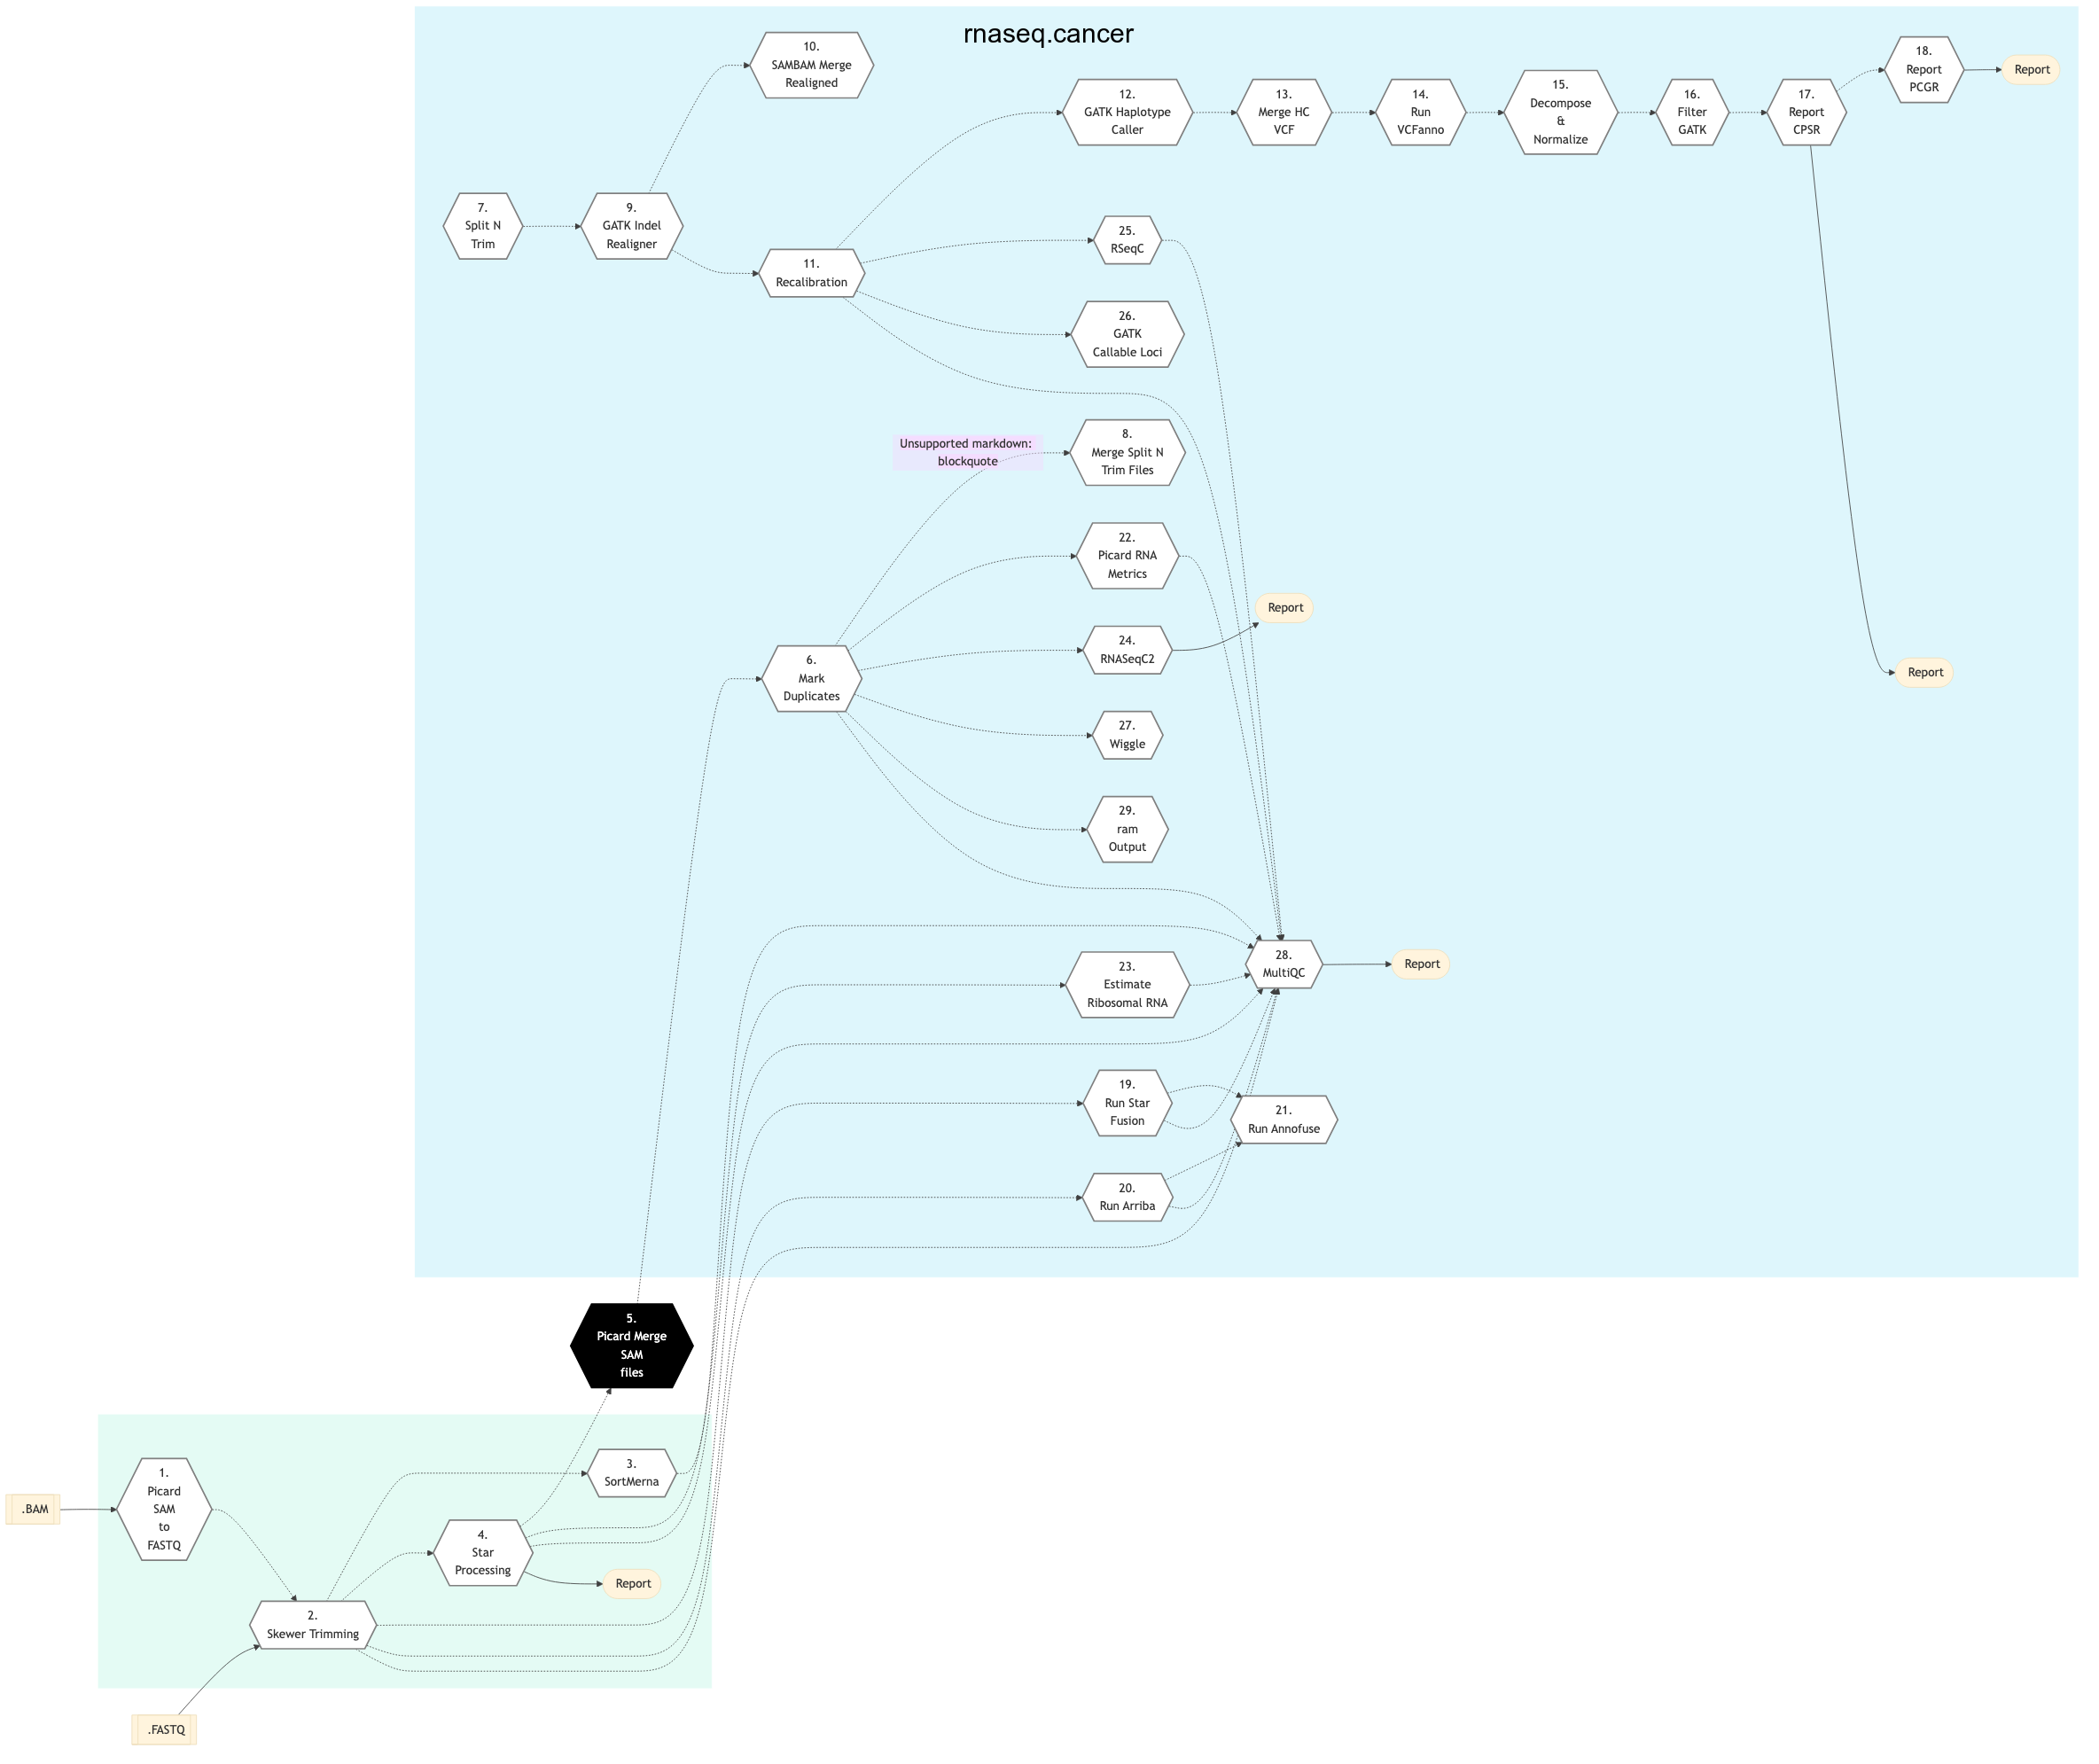 rnaseq.cancer
10.
SAMBAM Merge
Realigned
18.
Report
PCGR
Report
12.
GATK Haplotype
Caller
13.
Merge HC
VCF
14.
Run
VCFanno
15.
Decompose
&
Normalize
16.
Filter
GATK
17.
Report
CPSR
7.
Split N
Trim
9.
GATK Indel
Realigner
11.
Recalibration
25.
RSeqC
26.
GATK
Callable Loci
Unsupported markdown:
blockquote
8.
Merge Split N
Trim Files
22.
Picard RNA
Metrics
Report
24.
RNASeqC2
6.
Mark
Duplicates
Report
27.
Wiggle
29.
ram
Output
23.
Estimate
Ribosomal RNA
28.
MultiQC
Report
19.
Run Star
Fusion
21.
Run Annofuse
20.
Run Arriba
5.
Picard Merge
SAM
files
1.
Picard
SAM
to
FASTQ
3.
SortMerna
.BAM
4.
Star
Processing
Report
2.
Skewer Trimming
.FASTQ